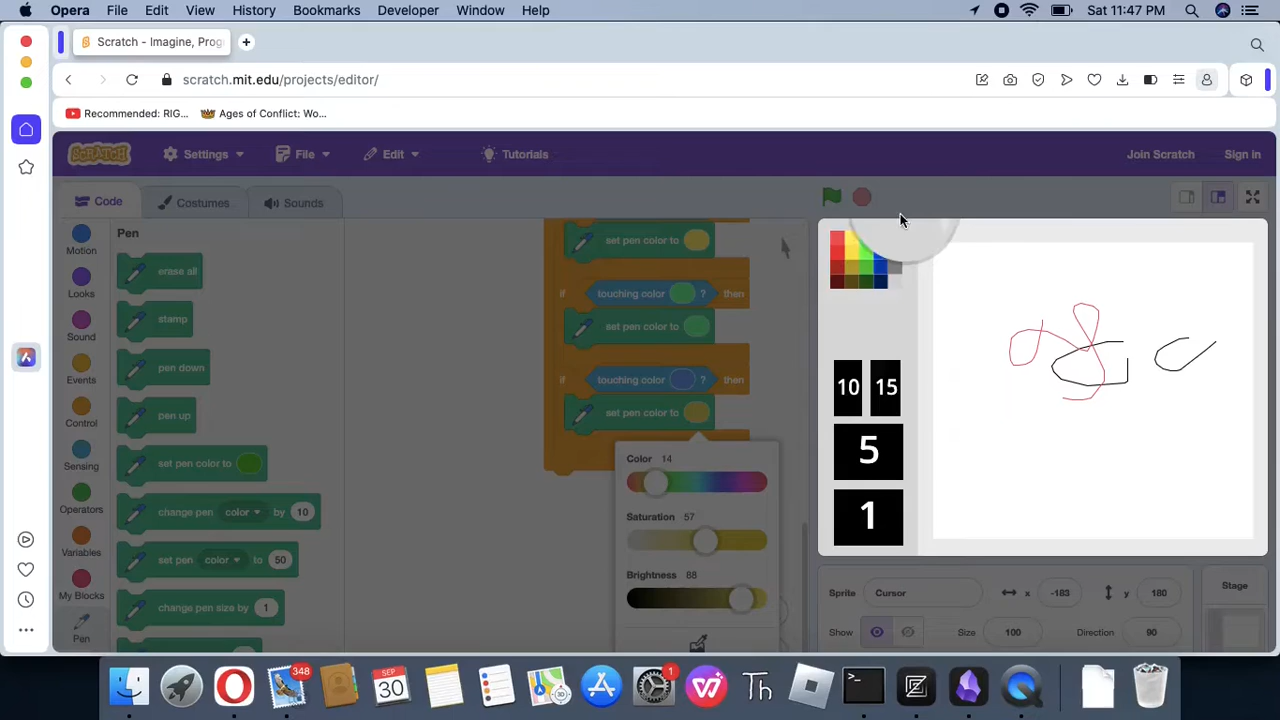 Opera File Edit View History Bookmarks Developer Window Help Sat 11:47 PM
Scratch - Imagine, Prog
scratch.mit.edu/projects/editor/
Recommended: RIG... Ages of Conflict: Wo...
SCRATCH Settings File Edit Tutorials Join Scratch Sign in
Code Costumes Sounds
Motion
Looks
Sound
Events
Control
Sensing
Operators
Variables
My Blocks
Pen
Pen
erase all
stamp
pen down
pen up
set pen color to
change pen color by 10
set pen color to 50
change pen size by 1
set pen color to
if touching color ? then
set pen color to
if touching color ? then
set pen color to
Color 14
Saturation 57
Brightness 88
10 15
5
1
Sprite Cursor x -183 y 180
Show Size 100 Direction 90
Stage
348
SEP
30
1
Th